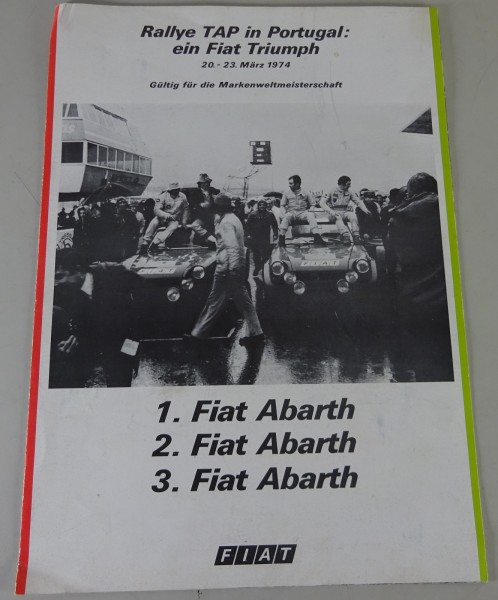 Rallye TAP in Portugal:
ein Fiat Triumph
20.- 23. März 1974
Gültig für die Markenweltmeisterschaft
1. Fiat Abarth
2. Fiat Abarth
3. Fiat Abarth
FIAT